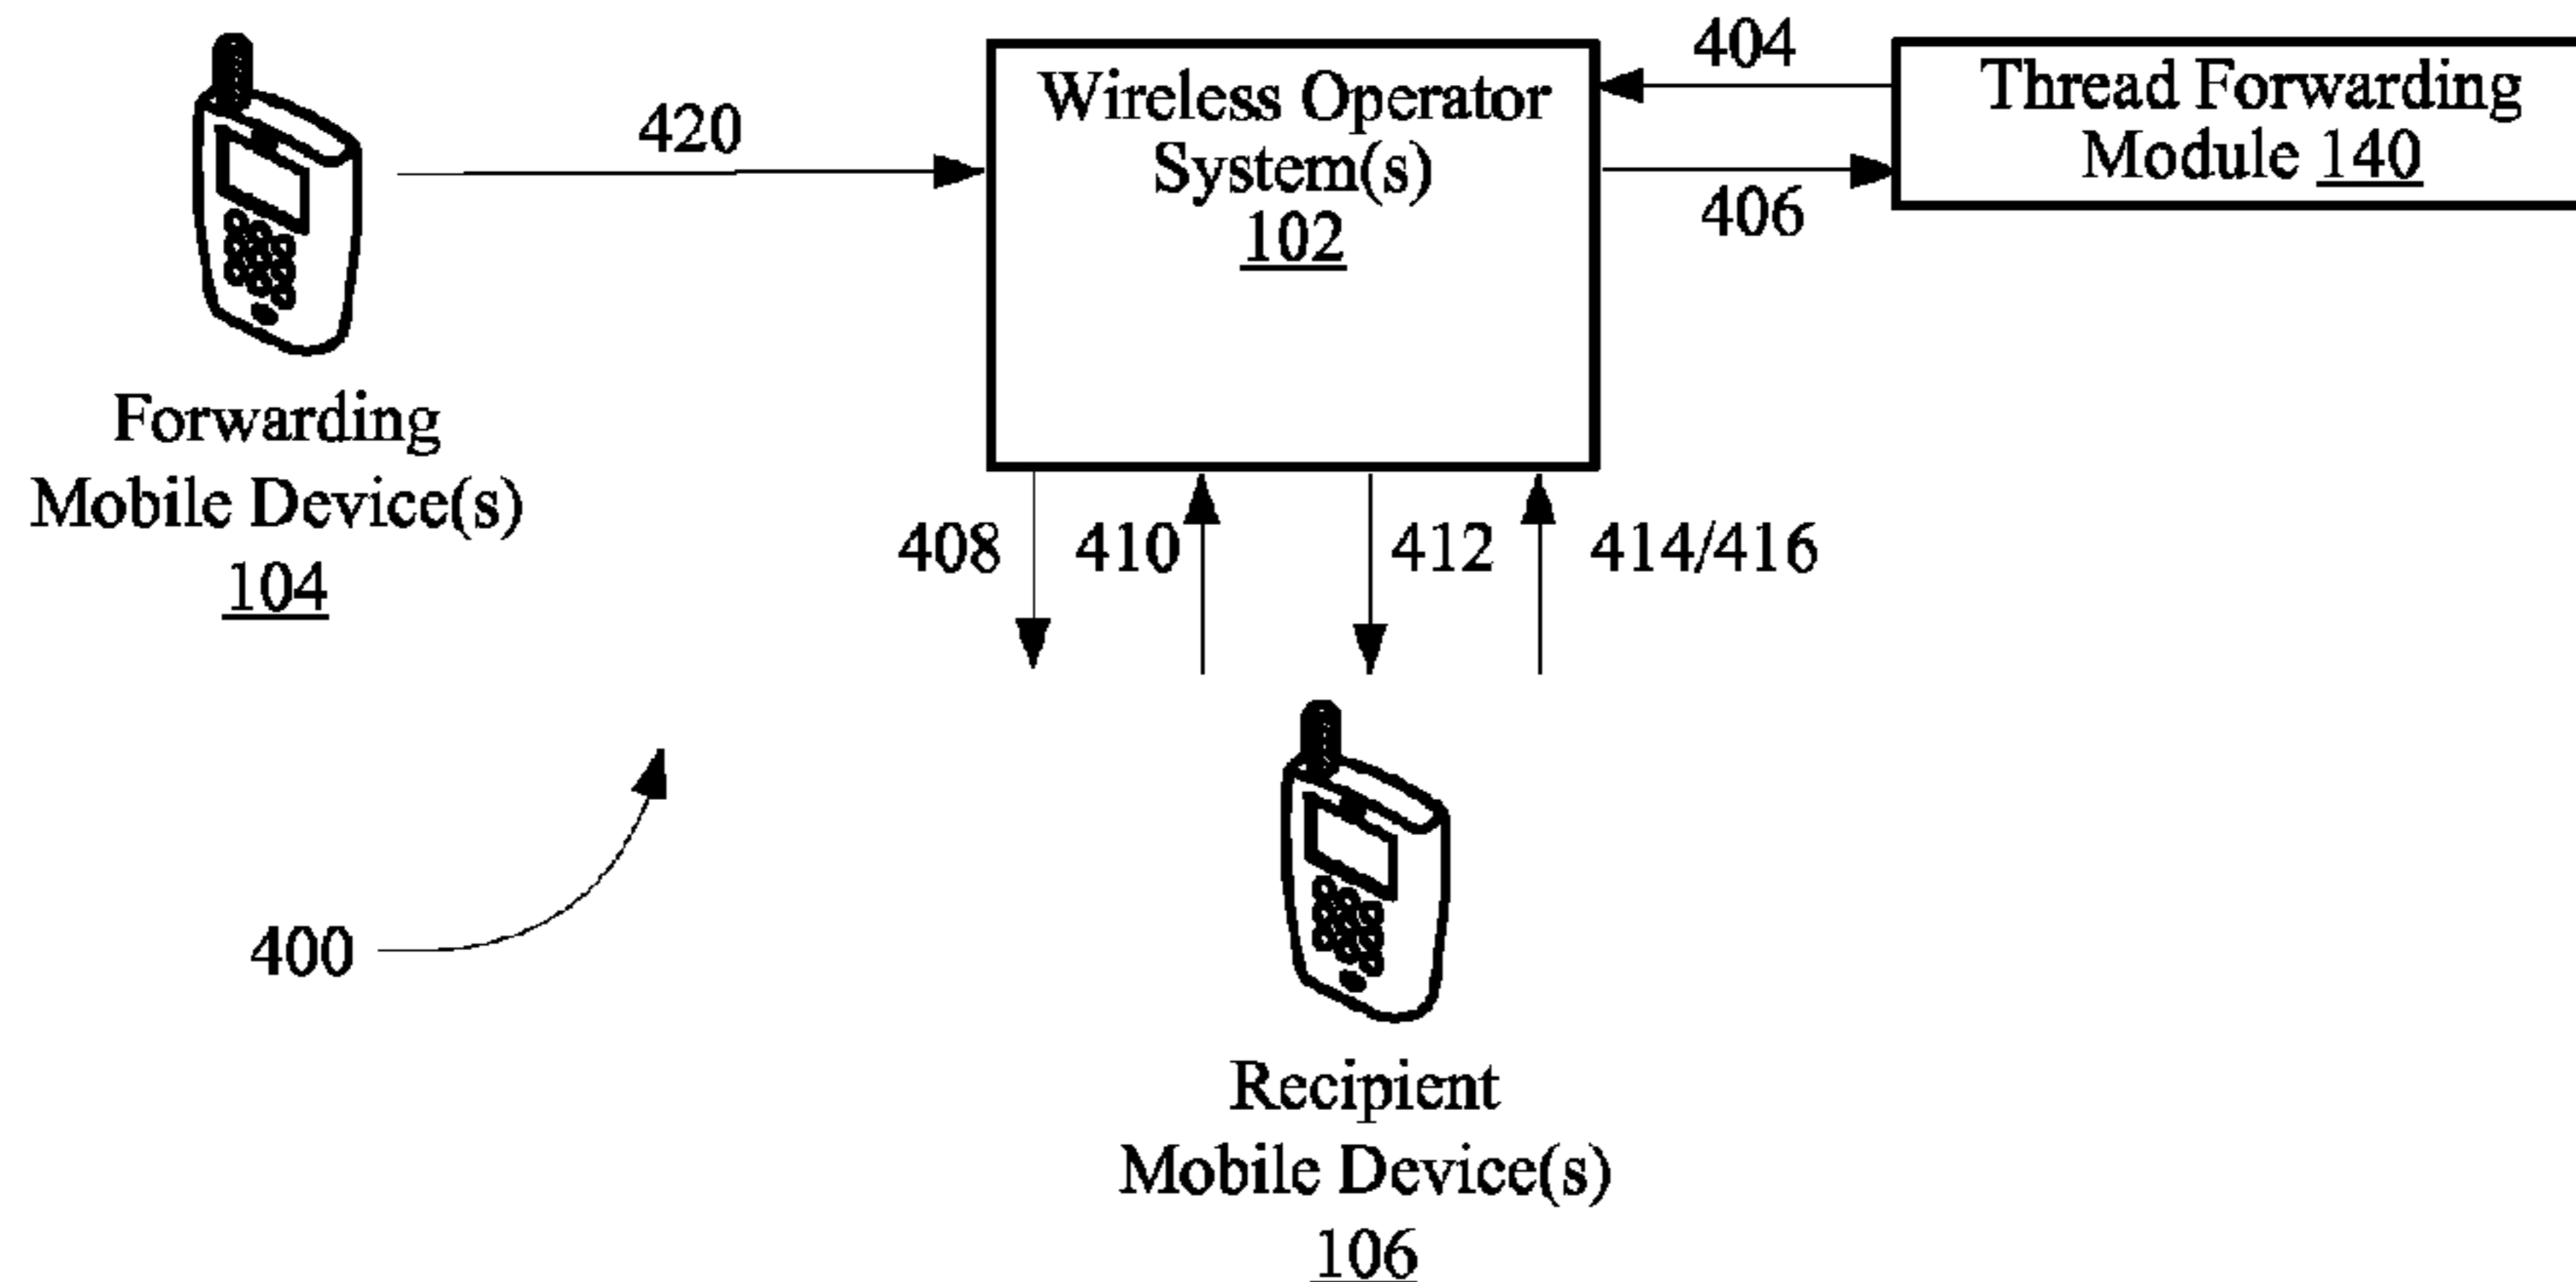 420
Wireless Operator
System(s)
102
404
406
Thread Forwarding
Module 140
Forwarding
Mobile Device(s)
104
408
410
412
414/416
400
Recipient
Mobile Device(s)
106